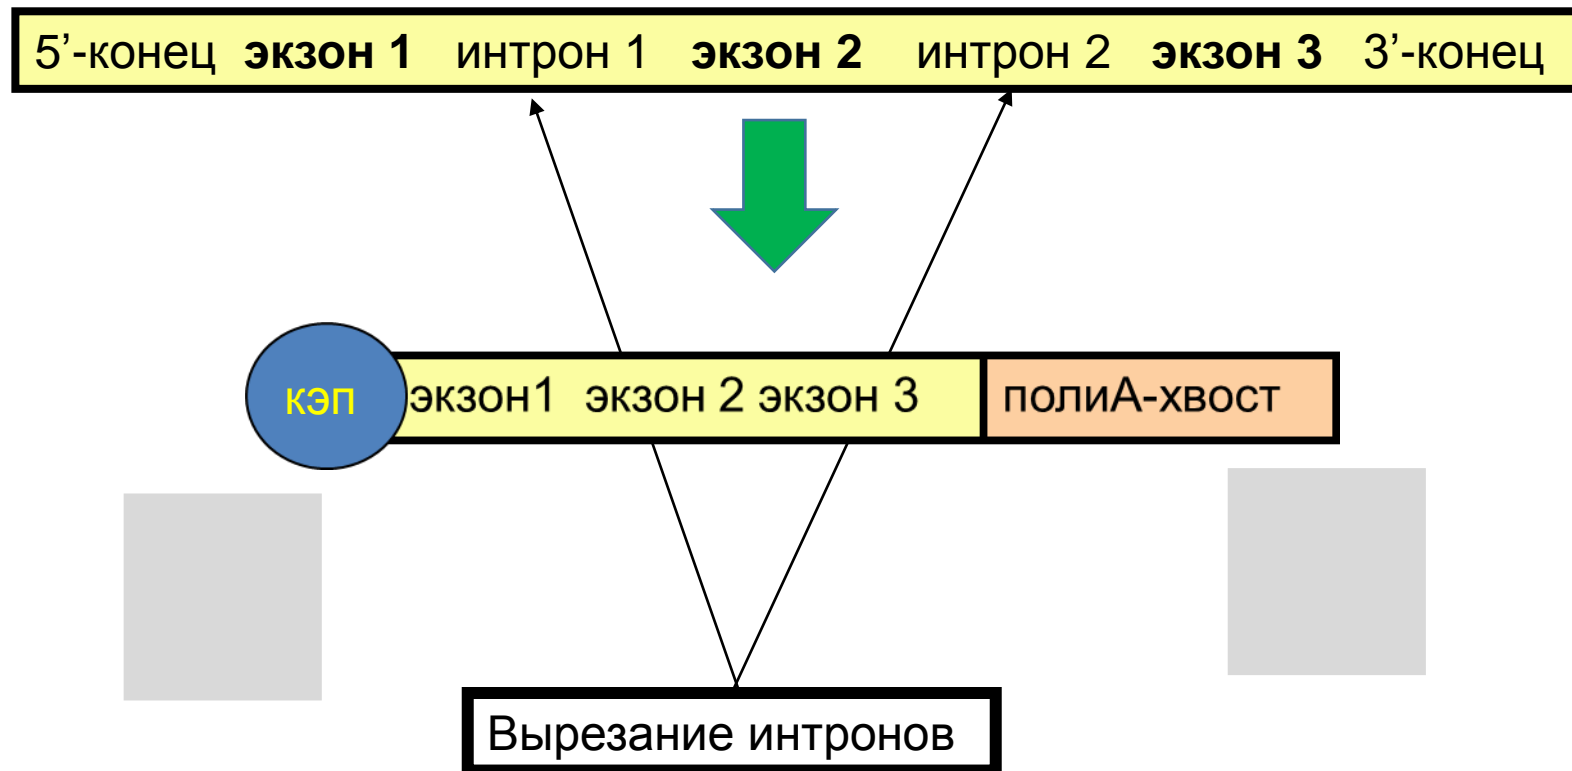 5’-конец экзон 1 интрон 1 экзон 2 интрон 2 экзон 3 3’-конец
кэп экзон1 экзон 2 экзон 3 полиА-хвост
Вырезание интронов